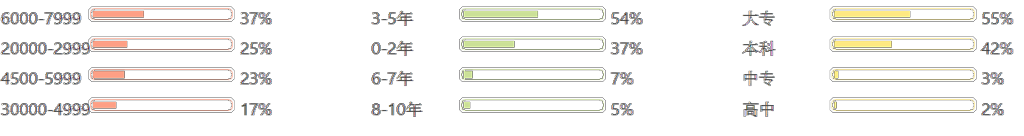 6000-7999 37% 3-5年 54% 大专 55%
20000-2999 25% 0-2年 37% 本科 42%
4500-5999 23% 6-7年 7% 中专 3%
30000-4999 17% 8-10年 5% 高中 2%